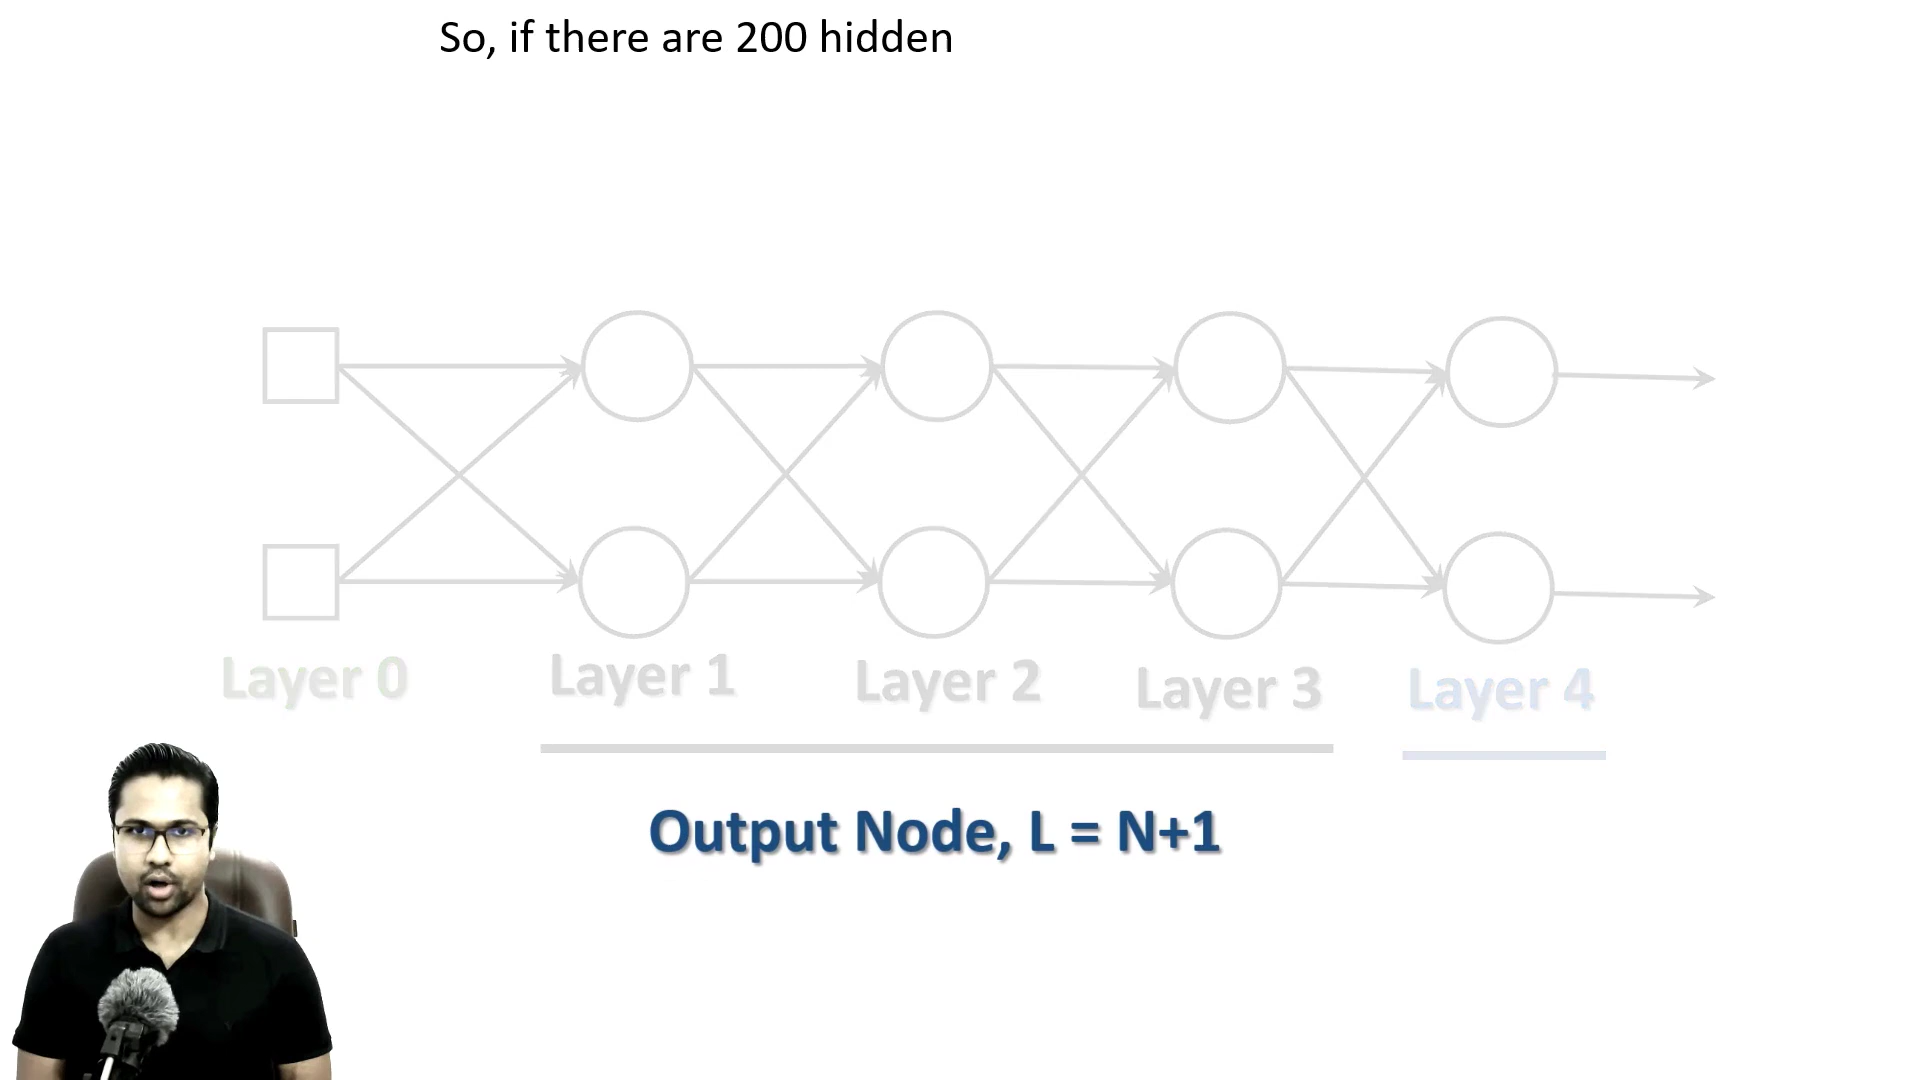 So, if there are 200 hidden
Layer 0
Layer 1
Layer 2
Layer 3
Layer 4
Output Node, L = N+1